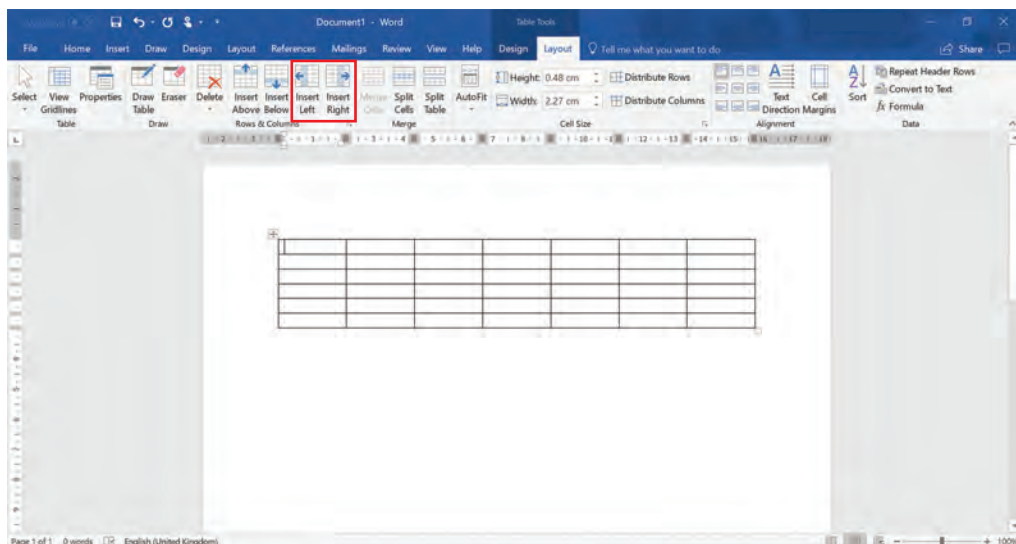 Document1 - Word
Table Tools
File Home Insert Draw Design Layout References Mailings Review View Help Design Layout Tell me what you want to do Share
Select View Gridlines Properties Draw Table Eraser Delete Insert Above Insert Below Insert Left Insert Right Merge Cells Split Cells Split Table AutoFit Height: 0.48 cm Distribute Rows Text Direction Cell Margins Sort Repeat Header Rows
Width: 2.27 cm Distribute Columns Convert to Text
Formula
Table Draw Rows & Columns Merge Cell Size Alignment Data
Page 1 of 1 0 words English (United Kingdom) 100%